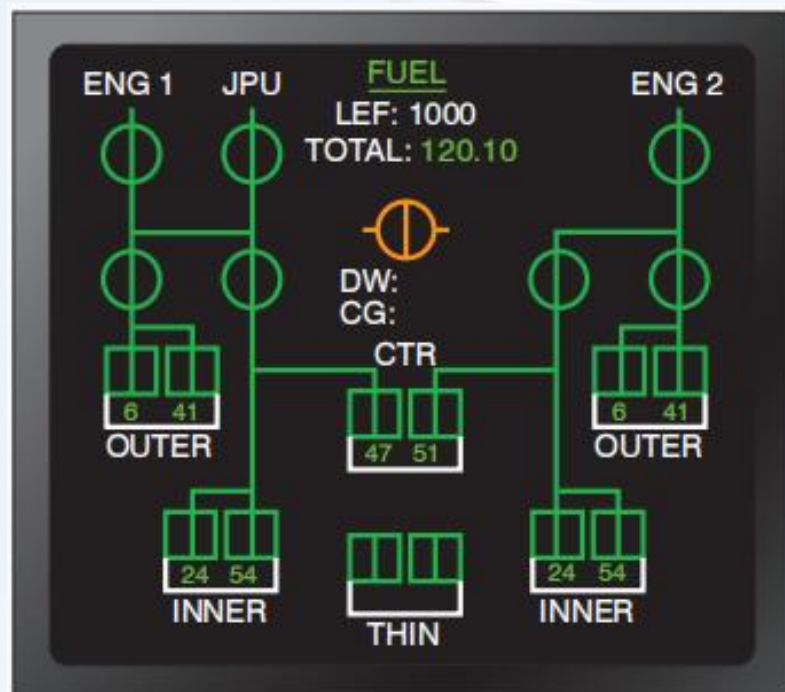 ENG 1 JPU FUEL ENG 2
LEF: 1000
TOTAL: 120.10
DW:
CG:
CTR
6 41
OUTER
47 51
6 41
OUTER
24 54
INNER
THIN
24 54
INNER